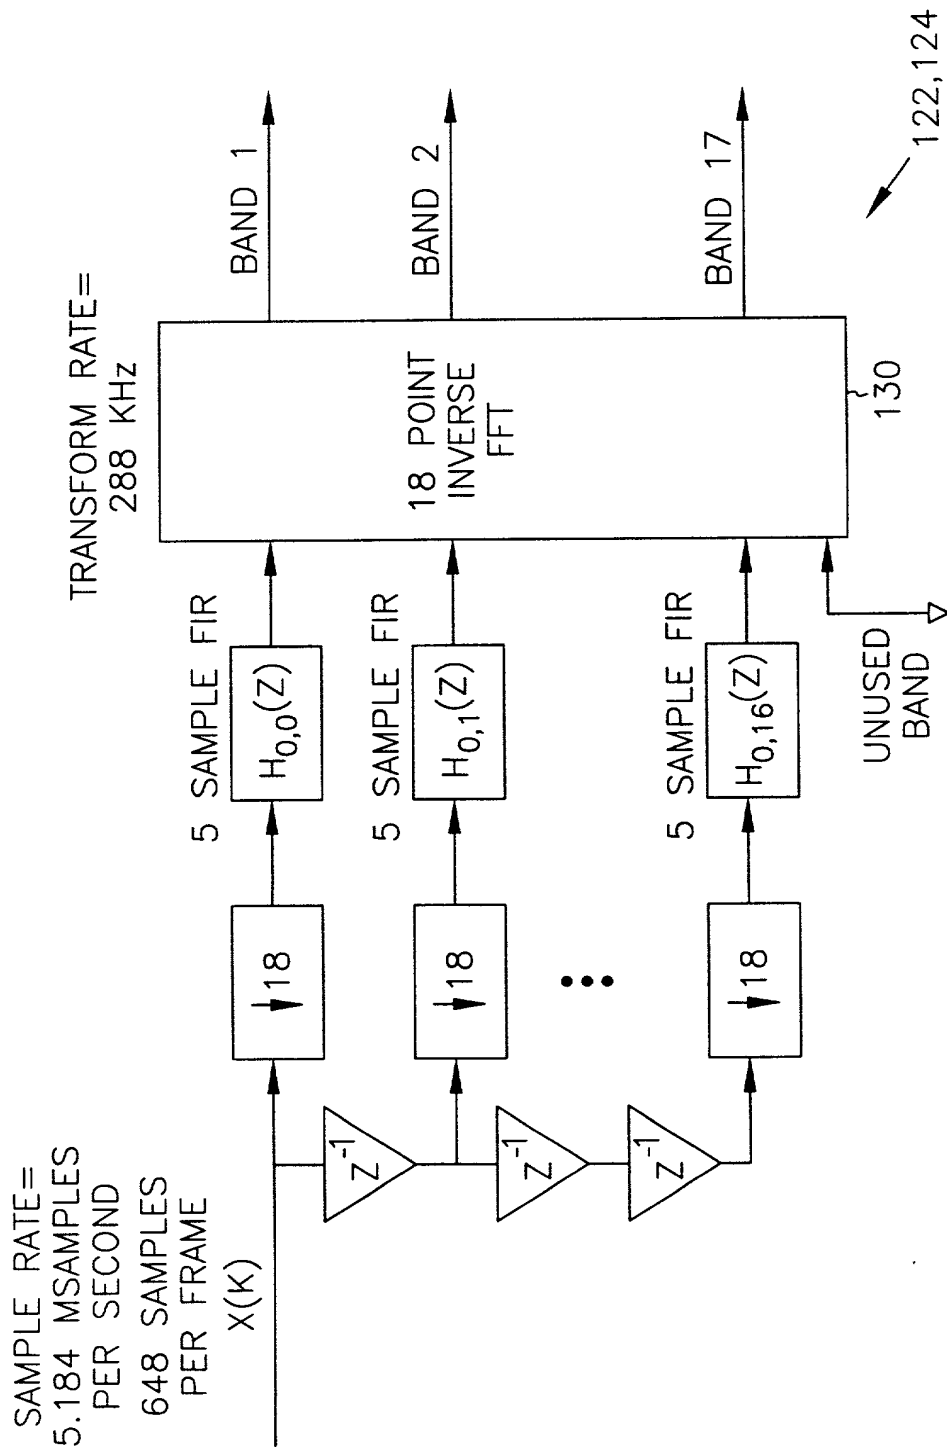 SAMPLE RATE=
5.184 MSAMPLES
PER SECOND
648 SAMPLES
PER FRAME
X(K)
Z-1
Z-1
Z-1
↓18
↓18
•••
↓18
5 SAMPLE FIR
H0,0(Z)
5 SAMPLE FIR
H0,1(Z)
5 SAMPLE FIR
H0,16(Z)
UNUSED
BAND
TRANSFORM RATE=
288 KHz
18 POINT
INVERSE
FFT
130
BAND 1
BAND 2
BAND 17
122,124